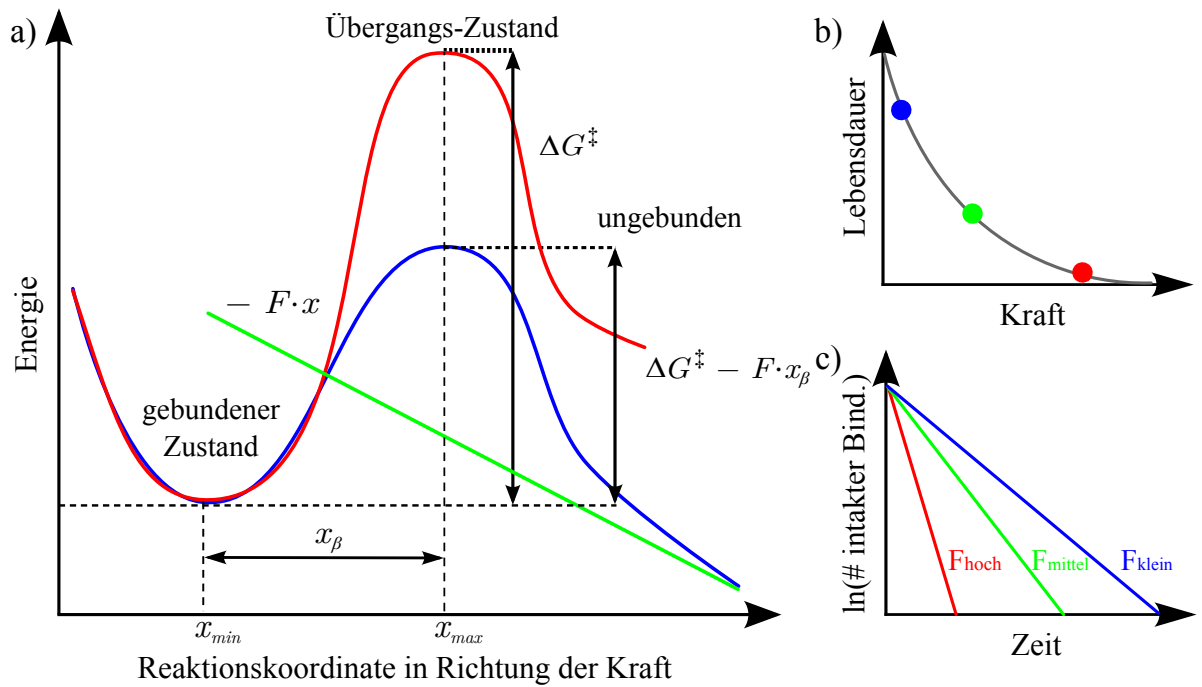 a)
Übergangs-Zustand
ΔG‡
ungebunden
− F·x
ΔG‡ − F·xβ
gebundener
Zustand
xβ
xmin
xmax
Energie
Reaktionskoordinate in Richtung der Kraft
b)
Lebensdauer
Kraft
c)
ln(# intakter Bind.)
Fhoch
Fmittel
Fklein
Zeit